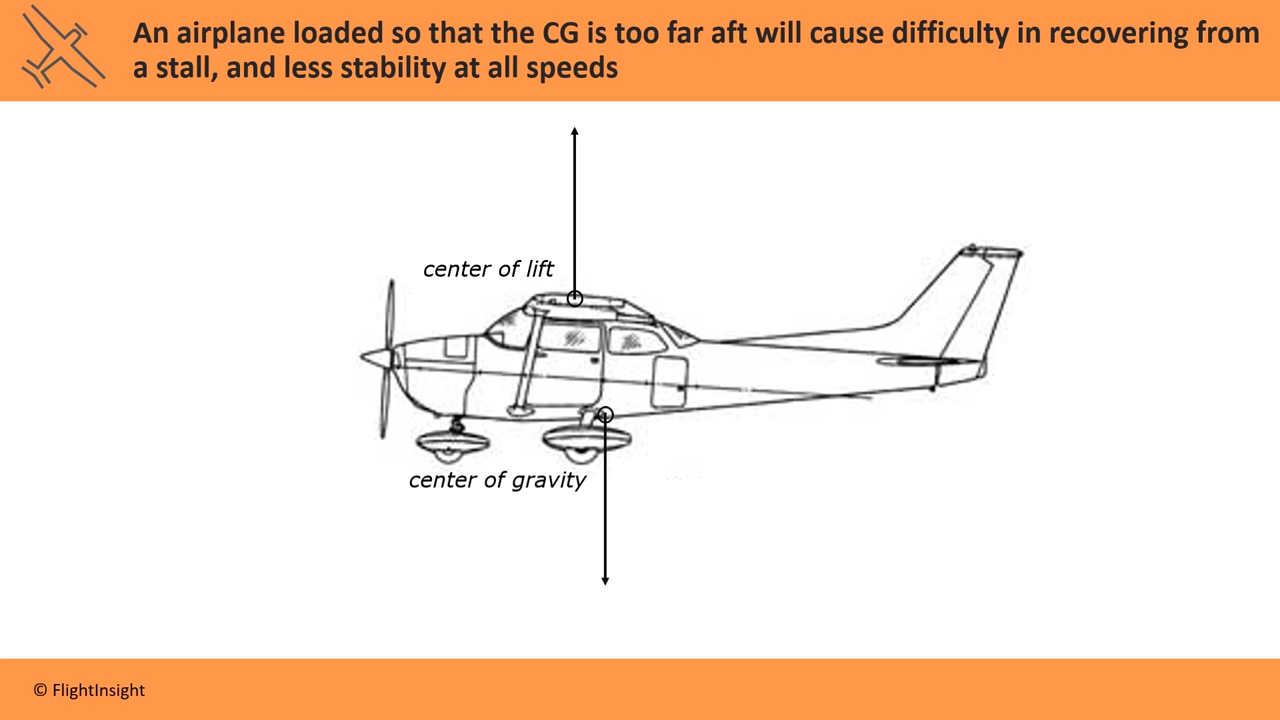 An airplane loaded so that the CG is too far aft will cause difficulty in recovering from
a stall, and less stability at all speeds
center of lift
center of gravity
© FlightInsight